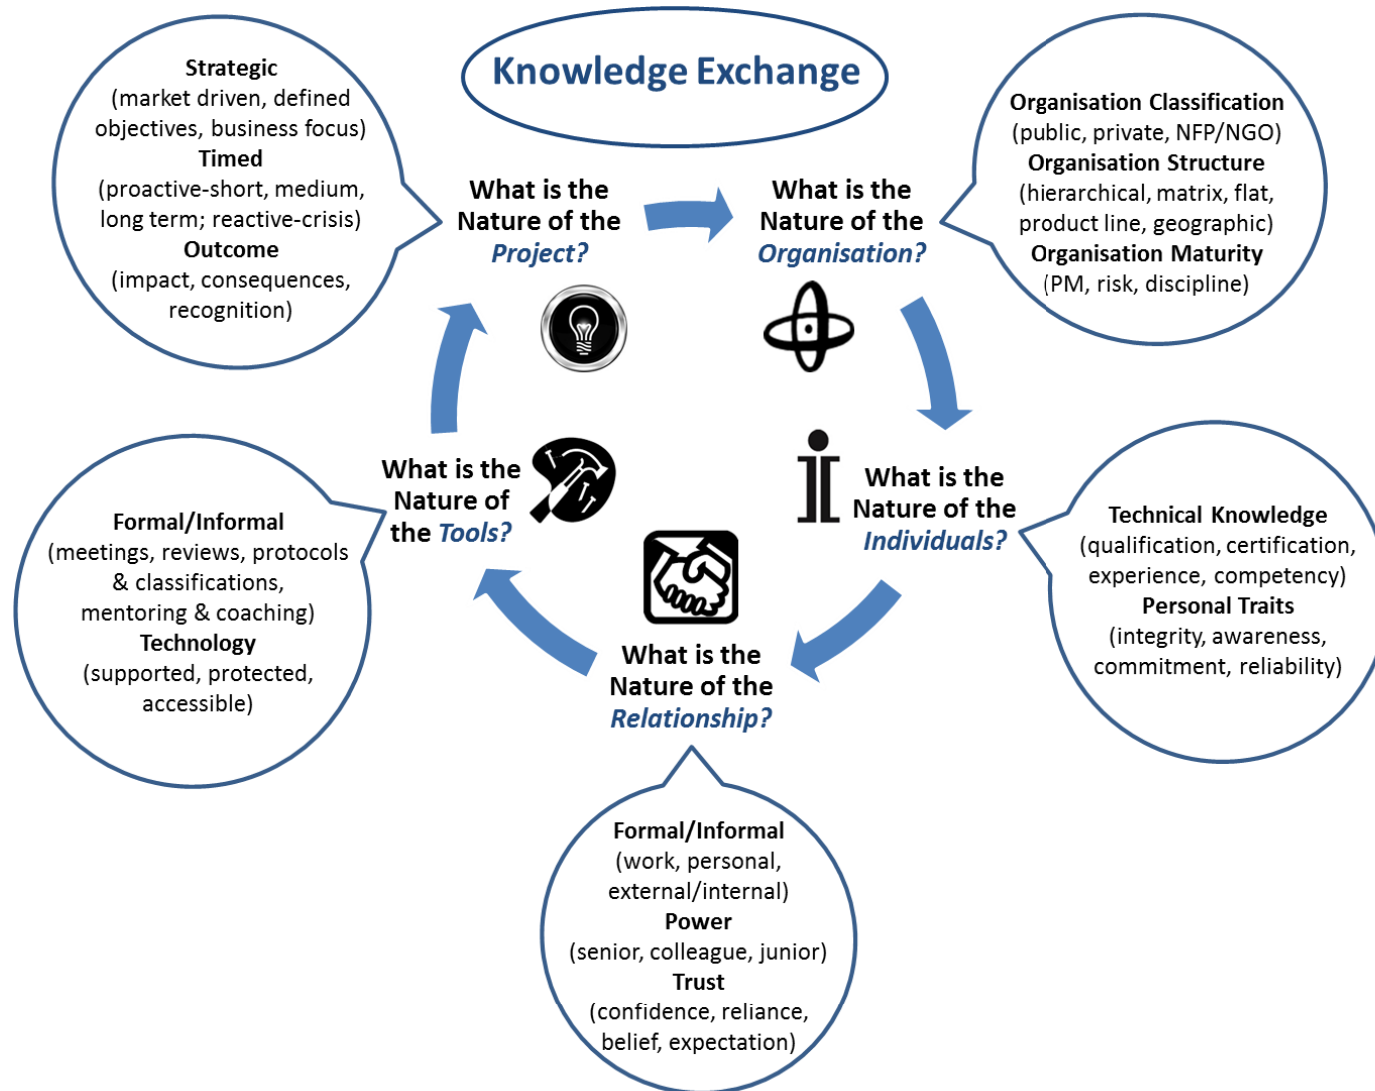 Knowledge Exchange
Strategic
(market driven, defined
objectives, business focus)
Timed
(proactive-short, medium,
long term; reactive-crisis)
Outcome
(impact, consequences,
recognition)
What is the
Nature of the
Project?
What is the
Nature of the
Organisation?
Organisation Classification
(public, private, NFP/NGO)
Organisation Structure
(hierarchical, matrix, flat,
product line, geographic)
Organisation Maturity
(PM, risk, discipline)
What is the
Nature of the
Individuals?
Technical Knowledge
(qualification, certification,
experience, competency)
Personal Traits
(integrity, awareness,
commitment, reliability)
What is the
Nature of the
Relationship?
Formal/Informal
(work, personal,
external/internal)
Power
(senior, colleague, junior)
Trust
(confidence, reliance,
belief, expectation)
What is the
Nature of
the Tools?
Formal/Informal
(meetings, reviews, protocols
& classifications,
mentoring & coaching)
Technology
(supported, protected,
accessible)